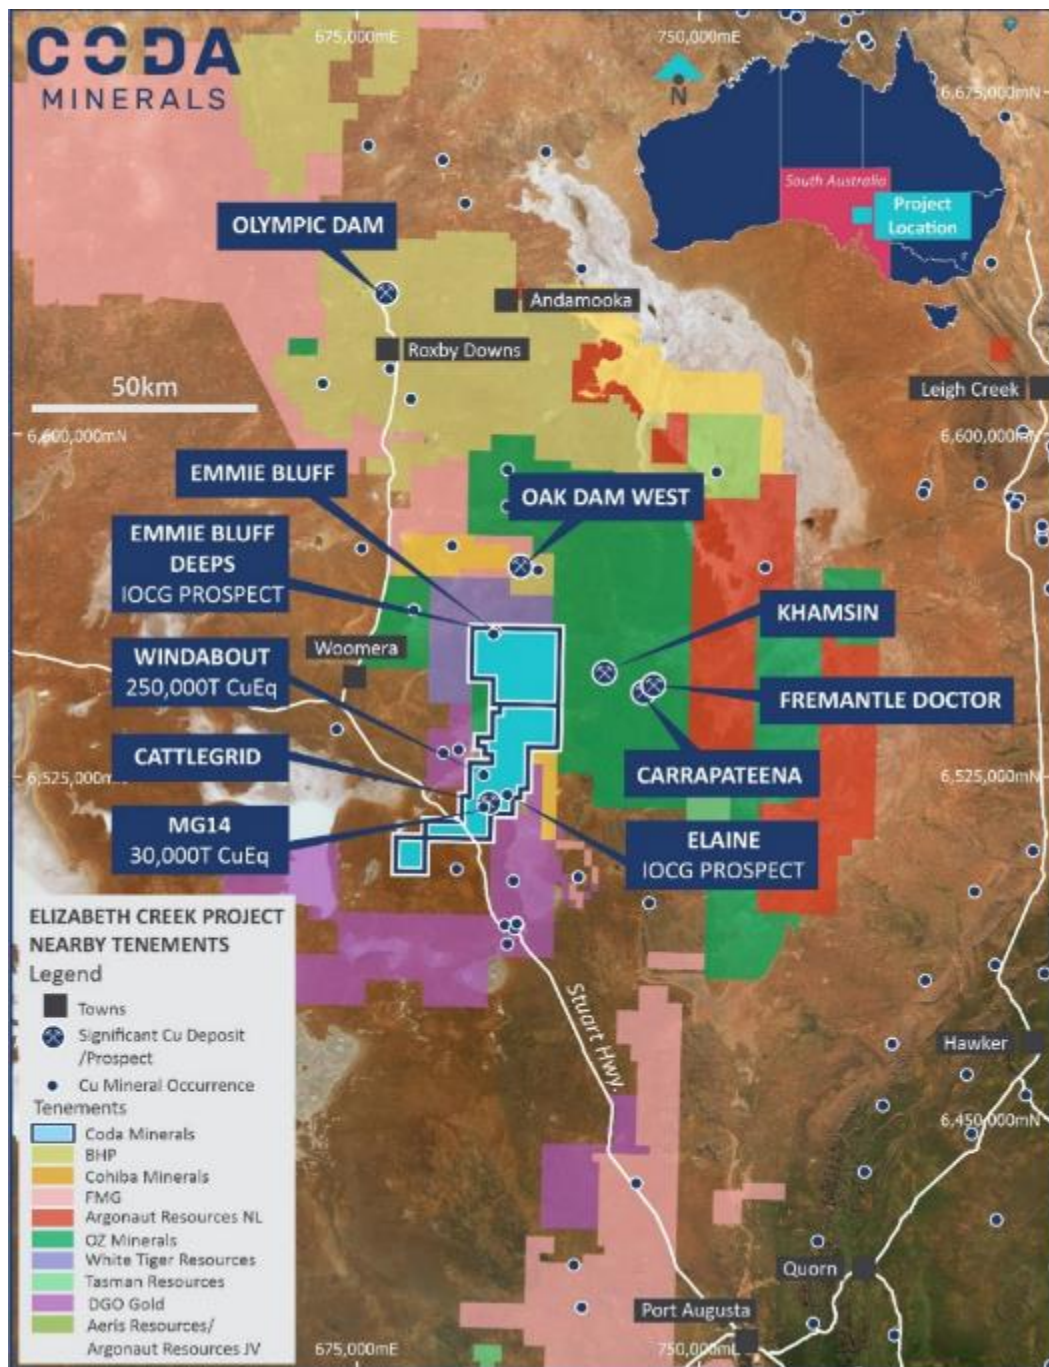 CODA
MINERALS
675,000mE
750,000mE
N
6,675,000mN
South Australia
Project
Location
OLYMPIC DAM
Andamooka
Roxby Downs
50km
Leigh Creek
6,600,000mN
6,600,000mN
EMMIE BLUFF
OAK DAM WEST
EMMIE BLUFF
DEEPS
IOCG PROSPECT
KHAMSIN
Woomera
WINDABOUT
250,000T CuEq
FREMANTLE DOCTOR
CATTLEGRID
CARRAPATEENA
6,525,000mN
6,525,000mN
MG14
30,000T CuEq
ELAINE
IOCG PROSPECT
ELIZABETH CREEK PROJECT
NEARBY TENEMENTS
Legend
Towns
Significant Cu Deposit
/Prospect
Cu Mineral Occurrence
Tenements
Coda Minerals
BHP
Cohiba Minerals
FMG
Argonaut Resources NL
OZ Minerals
White Tiger Resources
Tasman Resources
DGO Gold
Aeris Resources/
Argonaut Resources JV
Stuart Hwy.
Hawker
6,450,000mN
Quorn
Port Augusta
675,000mE
750,000mE